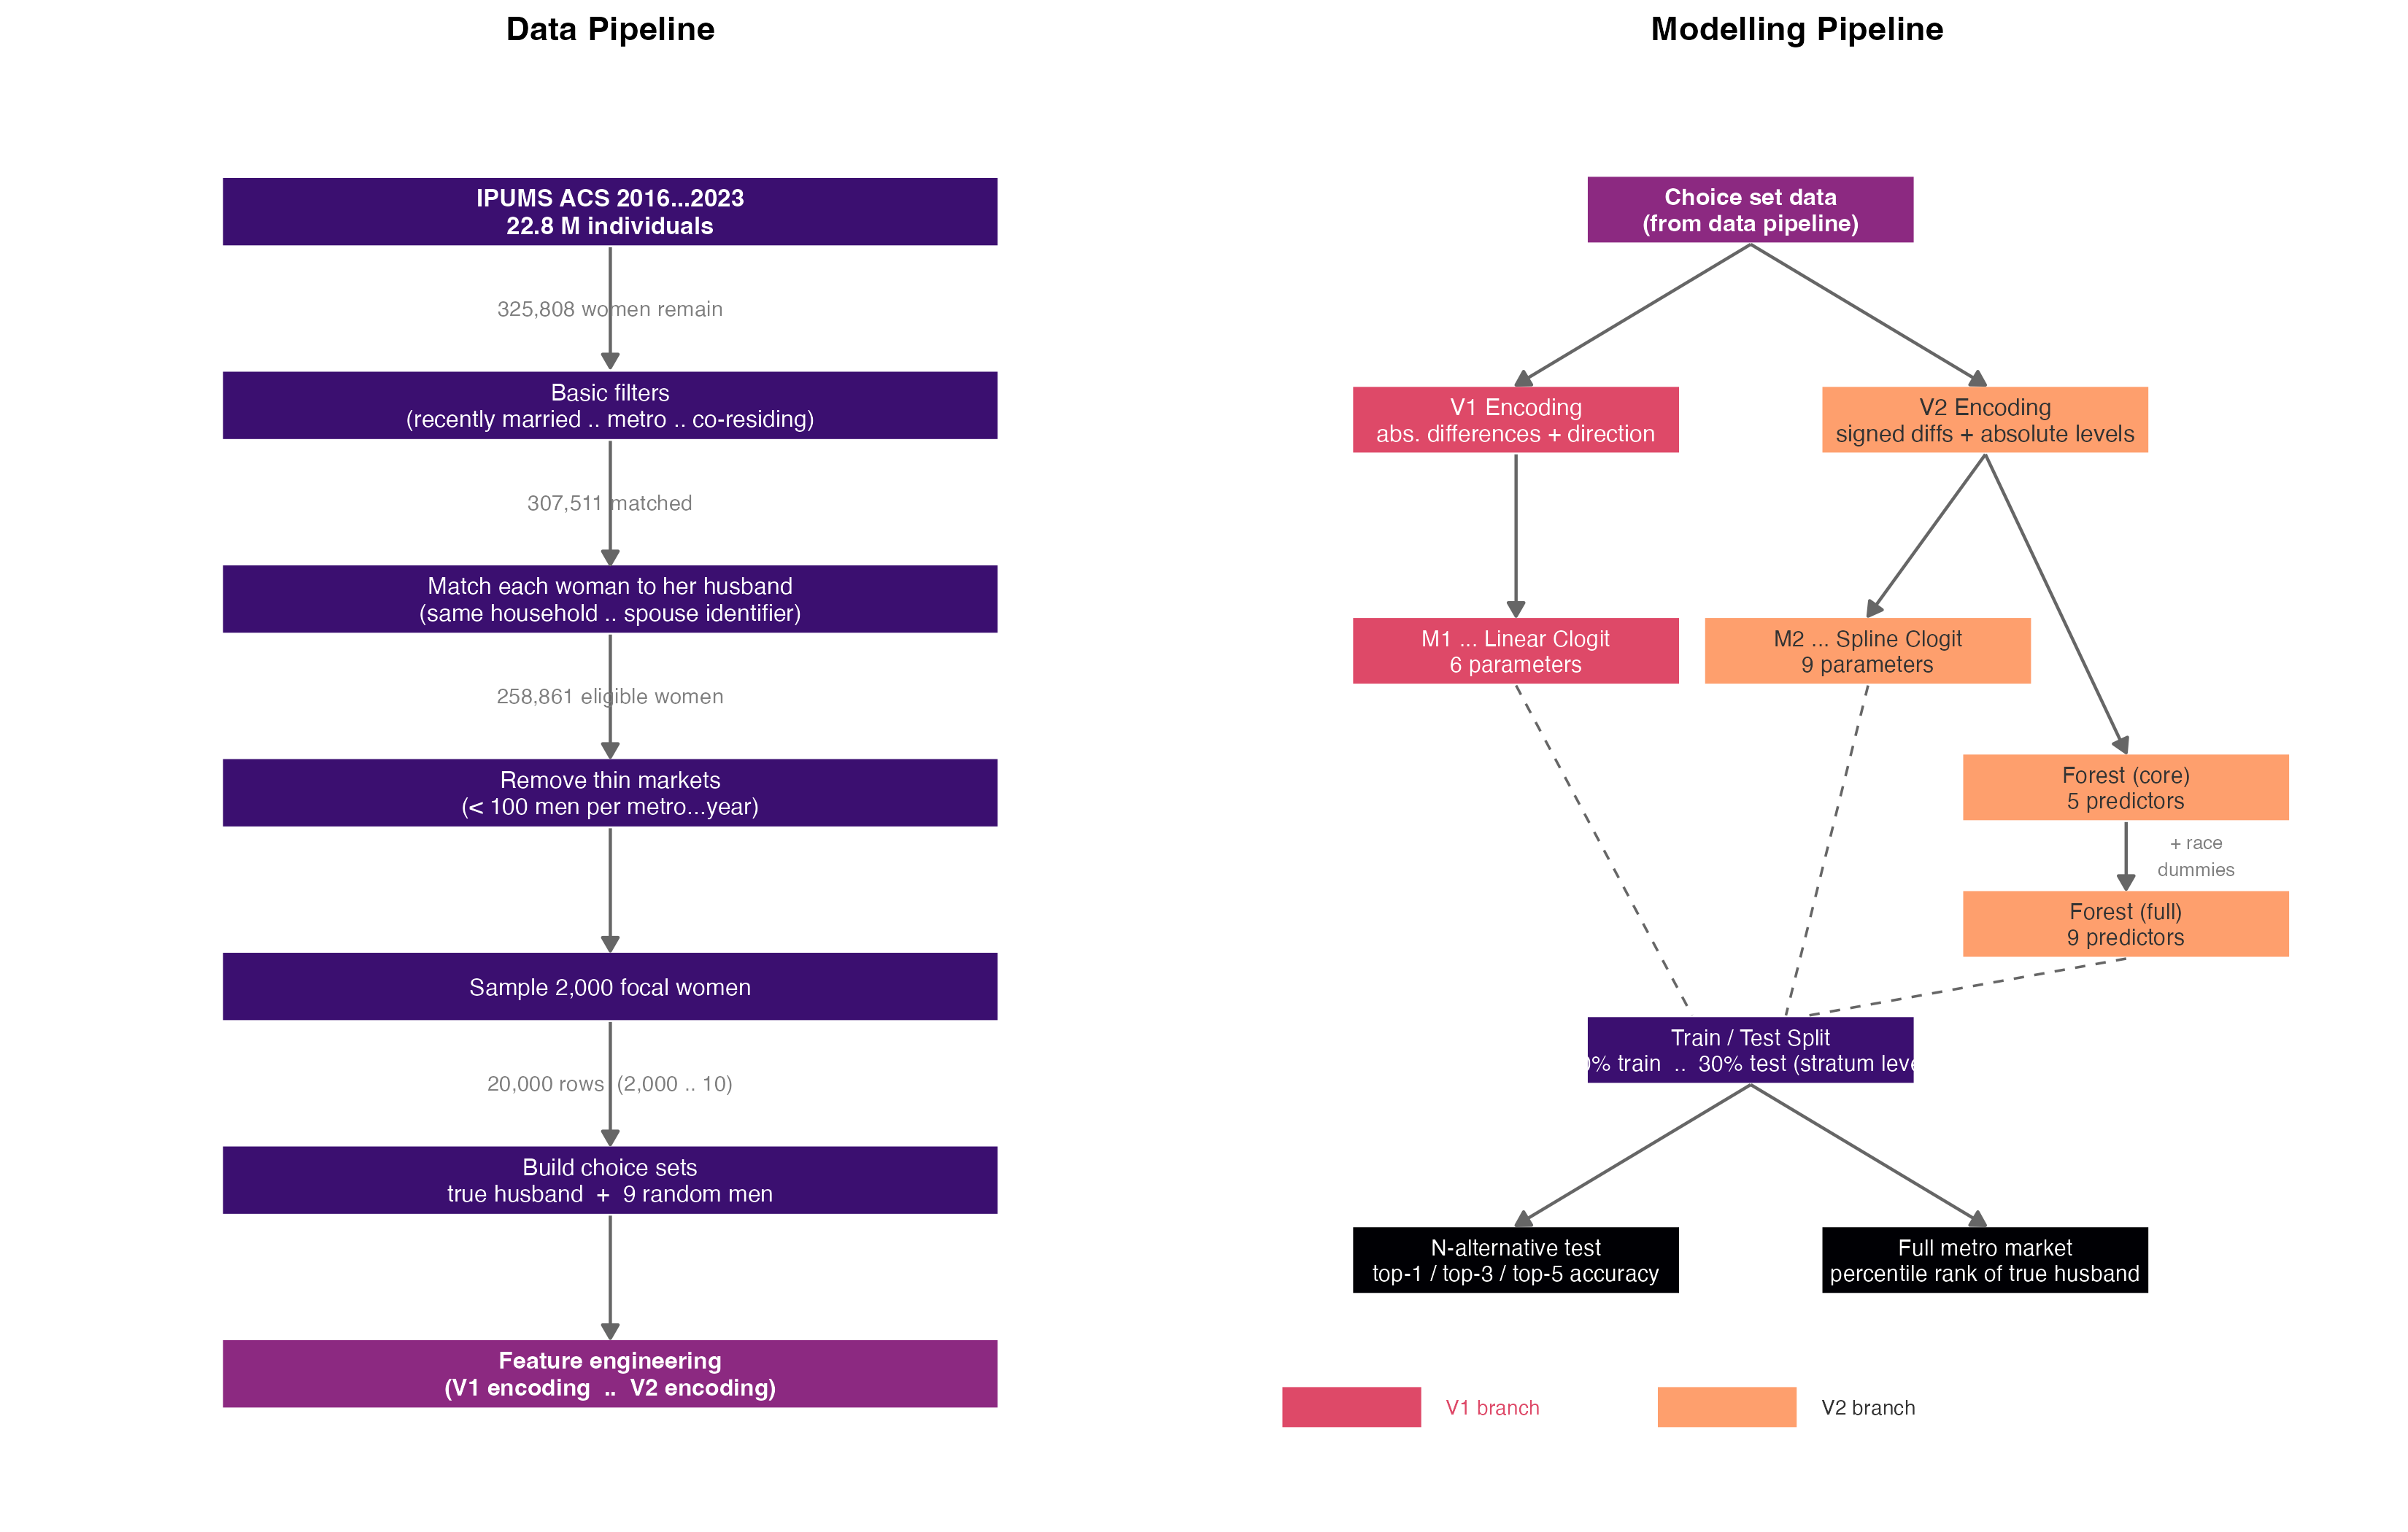 Data Pipeline
IPUMS ACS 2016...2023
22.8 M individuals
325,808 women remain
Basic filters
(recently married .. metro .. co-residing)
307,511 matched
Match each woman to her husband
(same household .. spouse identifier)
258,861 eligible women
Remove thin markets
(< 100 men per metro...year)
Sample 2,000 focal women
20,000 rows (2,000 .. 10)
Build choice sets
true husband + 9 random men
Feature engineering
(V1 encoding .. V2 encoding)
Modelling Pipeline
Choice set data
(from data pipeline)
V1 Encoding
abs. differences + direction
V2 Encoding
signed diffs + absolute levels
M1 ... Linear Clogit
6 parameters
M2 ... Spline Clogit
9 parameters
Forest (core)
5 predictors
+ race
dummies
Forest (full)
9 predictors
Train / Test Split
% train .. 30% test (stratum leve
N-alternative test
top-1 / top-3 / top-5 accuracy
Full metro market
percentile rank of true husband
V1 branch
V2 branch